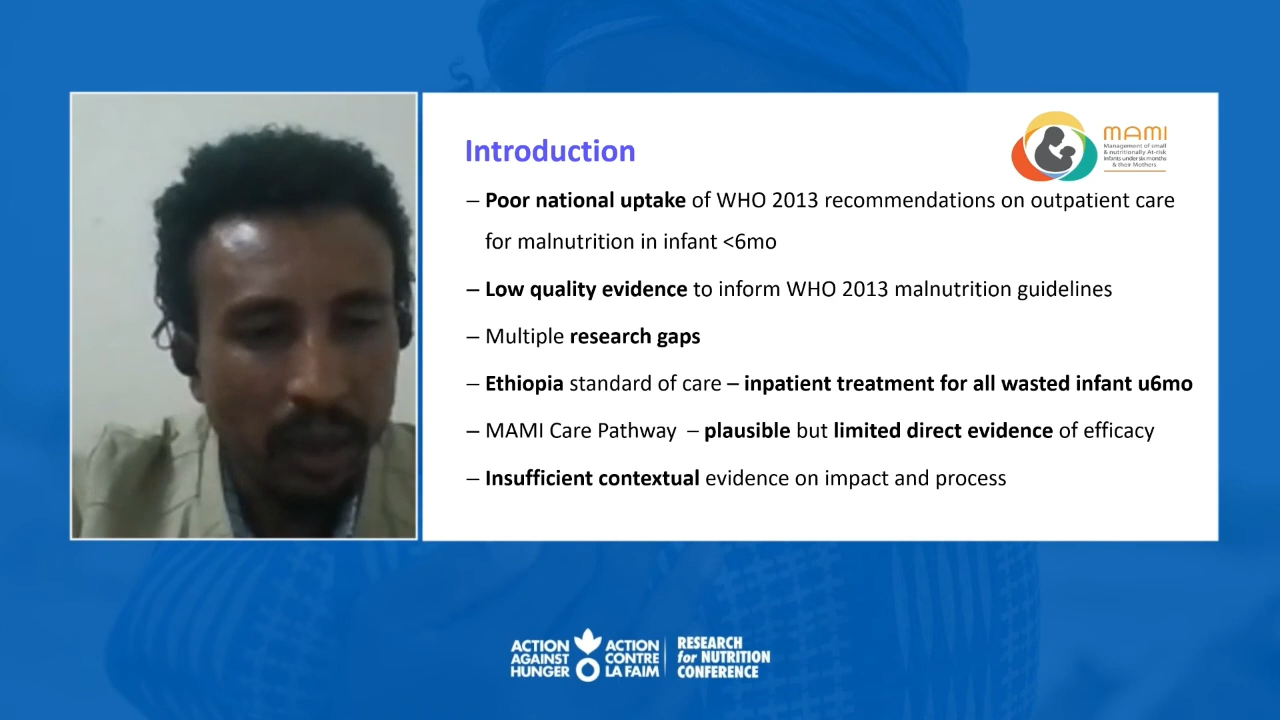 Introduction
MAMI
Management of small
& nutritionally At-risk
Infants under six months
& their Mothers
– Poor national uptake of WHO 2013 recommendations on outpatient care
for malnutrition in infant <6mo
– Low quality evidence to inform WHO 2013 malnutrition guidelines
– Multiple research gaps
– Ethiopia standard of care – inpatient treatment for all wasted infant u6mo
– MAMI Care Pathway – plausible but limited direct evidence of efficacy
– Insufficient contextual evidence on impact and process
ACTION
AGAINST
HUNGER
ACTION
CONTRE
LA FAIM
RESEARCH
for NUTRITION
CONFERENCE